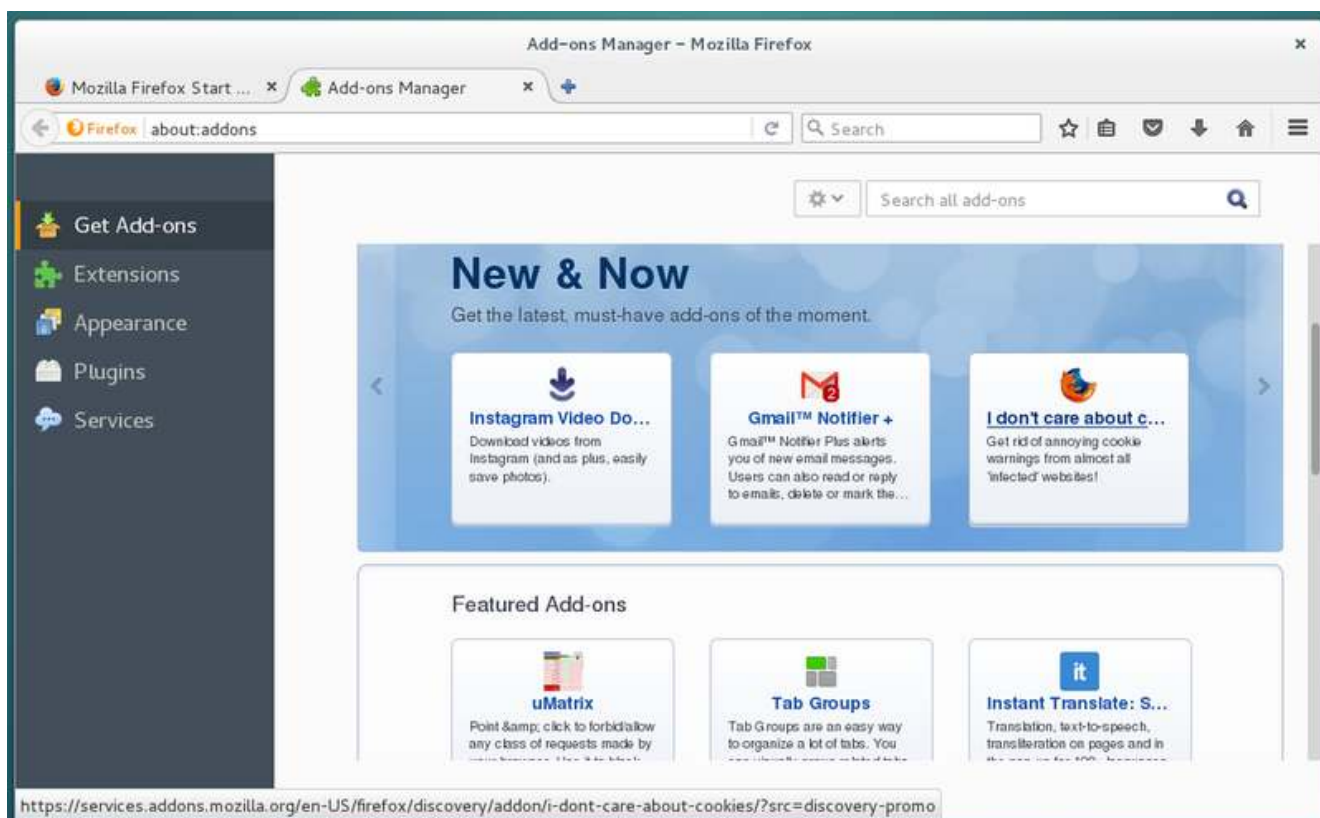 Add-ons Manager - Mozilla Firefox
Mozilla Firefox Start ...
Add-ons Manager
Firefox about:addons
Search
Search all add-ons
Get Add-ons
Extensions
Appearance
Plugins
Services
New & Now
Get the latest, must-have add-ons of the moment.
Instagram Video Do...
Download videos from
Instagram (and as plus, easily
save photos).
2
Gmail™ Notifier +
Gmail™ Notifier Plus alerts
you of new email messages.
Users can also read or reply
to emails, delete or mark the...
I don't care about c...
Get rid of annoying cookie
warnings from almost all
'infected' websites!
Featured Add-ons
uMatrix
Point &amp; click to forbid/allow
any class of requests made by
Tab Groups
Tab Groups are an easy way
to organize a lot of tabs. You
it
Instant Translate: S...
Translation, text-to-speech,
transliteration on pages and in
https://services.addons.mozilla.org/en-US/firefox/discovery/addon/i-dont-care-about-cookies/?src=discovery-promo